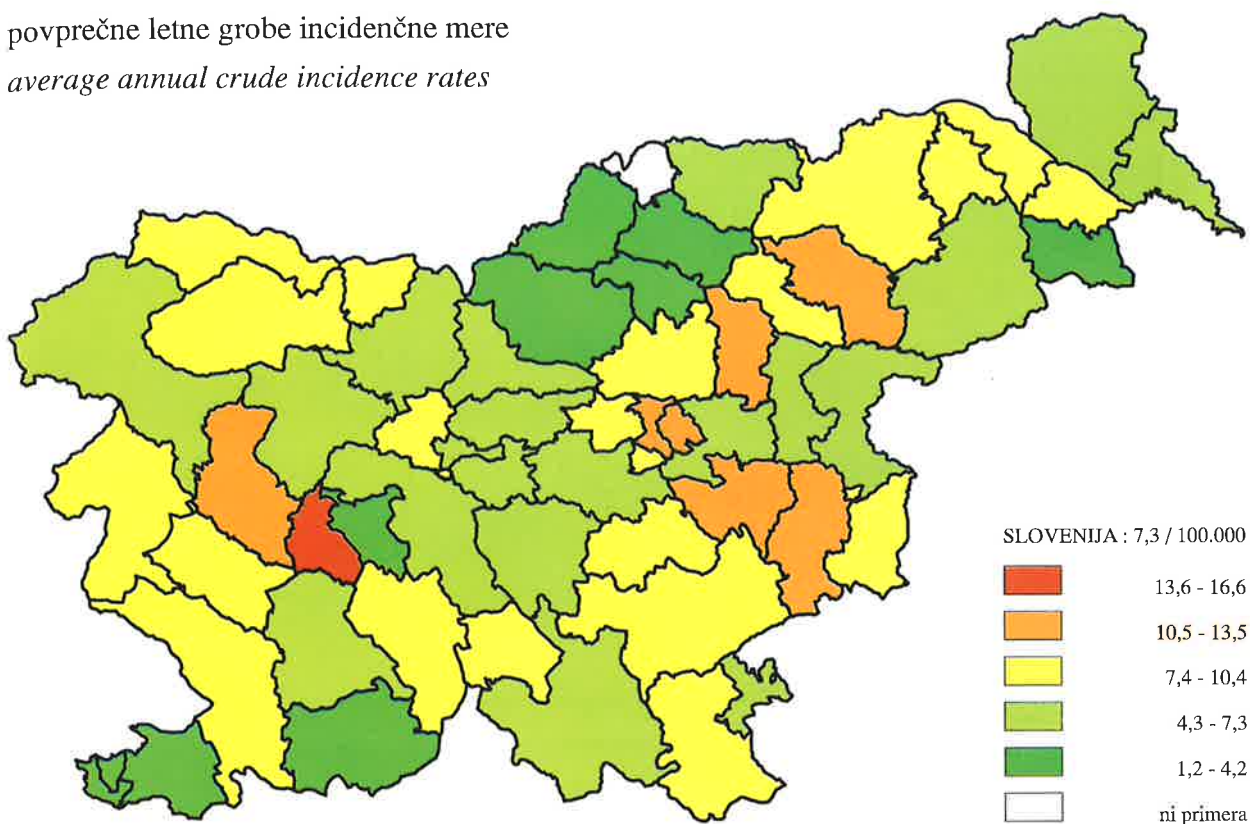 povprečne letne grobe incidenčne mere
average annual crude incidence rates
SLOVENIJA : 7,3 / 100.000
13,6 - 16,6
10,5 - 13,5
7,4 - 10,4
4,3 - 7,3
1,2 - 4,2
ni primera